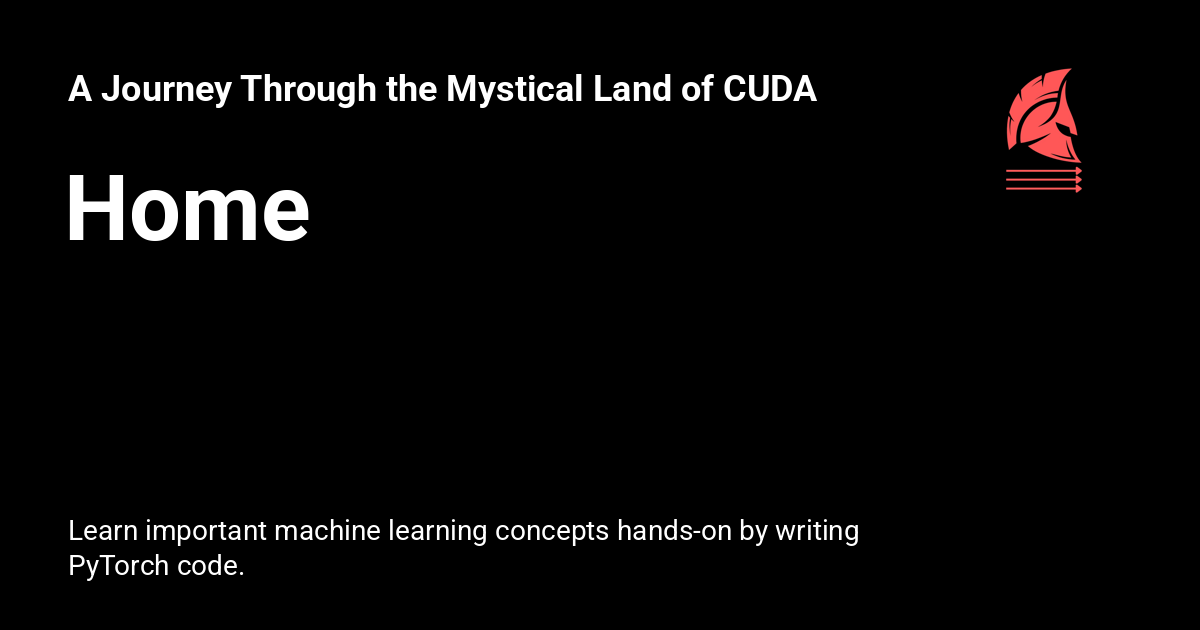 A Journey Through the Mystical Land of CUDA
Home
Learn important machine learning concepts hands-on by writing
PyTorch code.